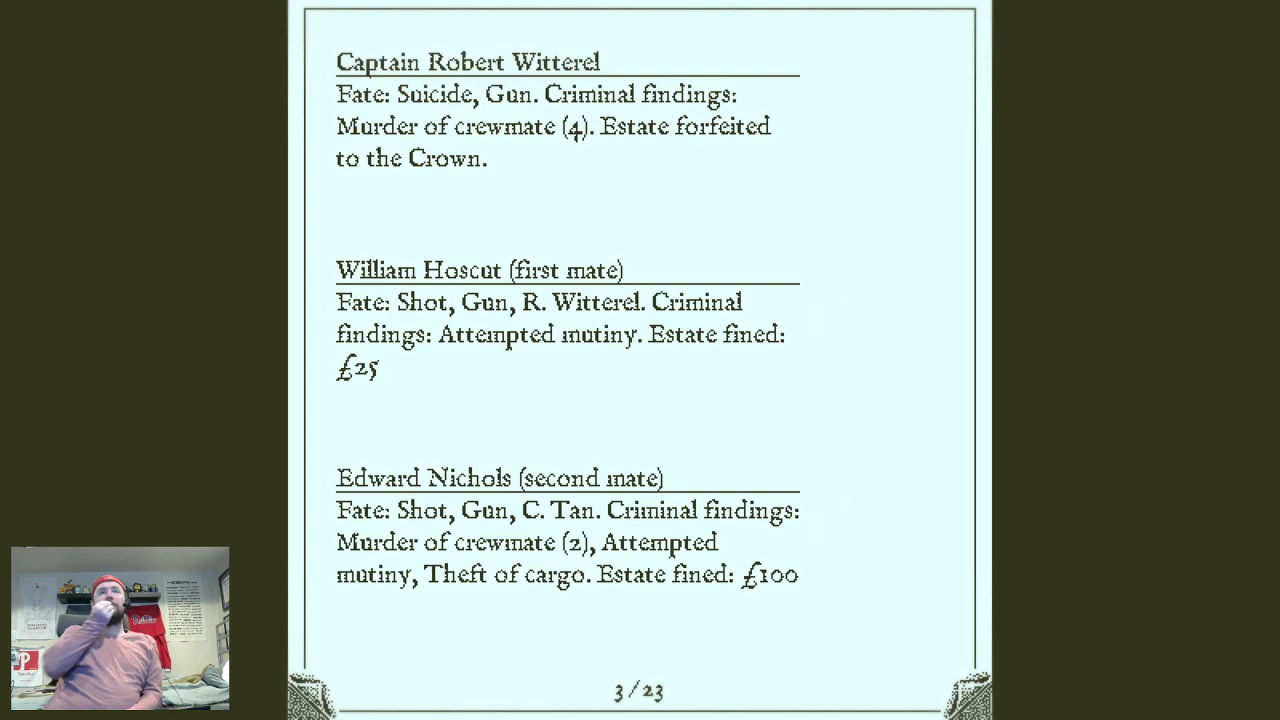 Captain Robert Witterel
Fate: Suicide, Gun. Criminal findings:
Murder of crewmate (4). Estate forfeited
to the Crown.
William Hoscut (first mate)
Fate: Shot, Gun, R. Witterel. Criminal
findings: Attempted mutiny. Estate fined:
£25
Edward Nichols (second mate)
Fate: Shot, Gun, C. Tan. Criminal findings:
Murder of crewmate (2), Attempted
mutiny, Theft of cargo. Estate fined: £100
3/23